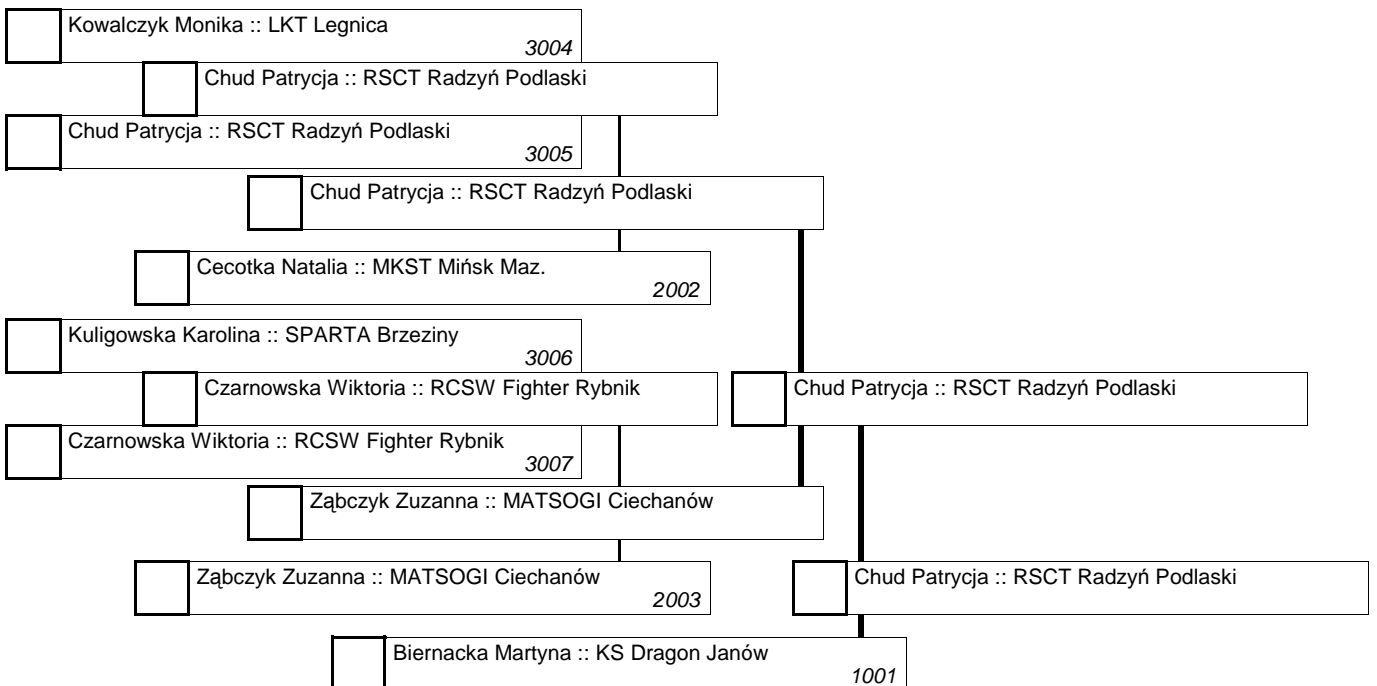 Kowalczyk Monika :: LKT Legnica
3004
Chud Patrycja :: RSCT Radzyń Podlaski
Chud Patrycja :: RSCT Radzyń Podlaski
3005
Chud Patrycja :: RSCT Radzyń Podlaski
Cecotka Natalia :: MKST Mińsk Maz.
2002
Kuligowska Karolina :: SPARTA Brzeziny
3006
Czarnowska Wiktoria :: RCSW Fighter Rybnik
Chud Patrycja :: RSCT Radzyń Podlaski
Czarnowska Wiktoria :: RCSW Fighter Rybnik
3007
Ząbczyk Zuzanna :: MATSOGI Ciechanów
Ząbczyk Zuzanna :: MATSOGI Ciechanów
2003
Chud Patrycja :: RSCT Radzyń Podlaski
Biernacka Martyna :: KS Dragon Janów
1001